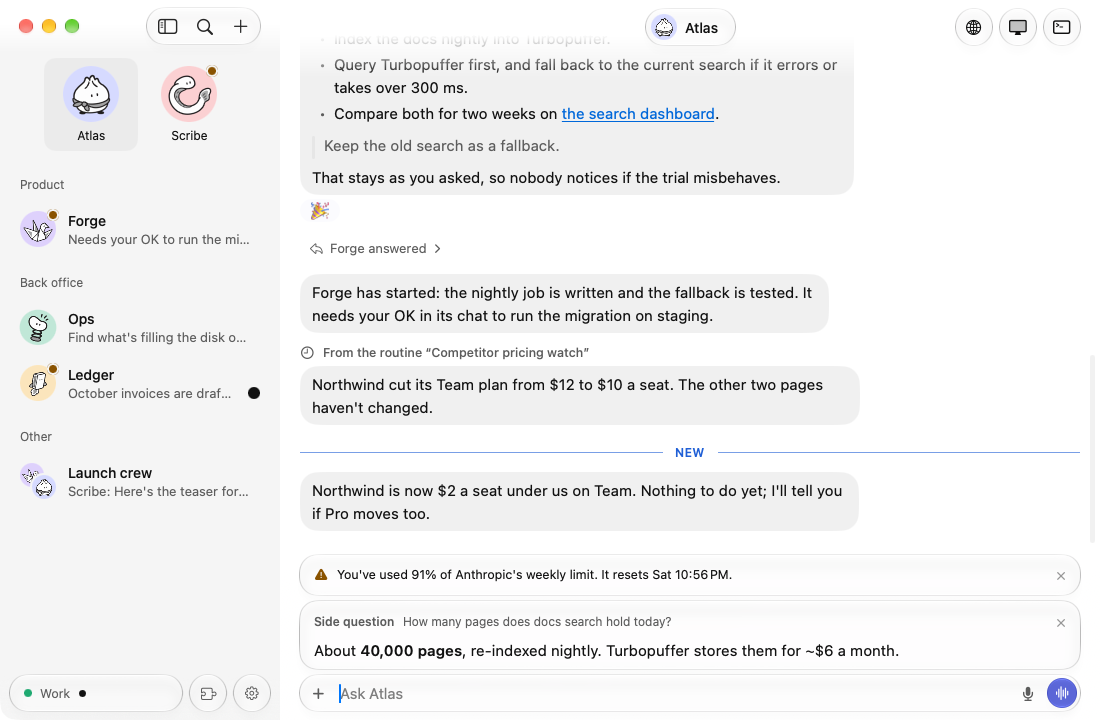 Atlas
Atlas
Scribe
Product
Forge
Needs your OK to run the mi...
Back office
Ops
Find what's filling the disk o...
Ledger
October invoices are draf...
Other
Launch crew
Scribe: Here's the teaser for...
Work
Index the docs nightly into Turbopuffer.
Query Turbopuffer first, and fall back to the current search if it errors or
takes over 300 ms.
Compare both for two weeks on the search dashboard.
Keep the old search as a fallback.
That stays as you asked, so nobody notices if the trial misbehaves.
Forge answered
Forge has started: the nightly job is written and the fallback is tested. It
needs your OK in its chat to run the migration on staging.
From the routine “Competitor pricing watch”
Northwind cut its Team plan from $12 to $10 a seat. The other two pages
haven't changed.
NEW
Northwind is now $2 a seat under us on Team. Nothing to do yet; I'll tell you
if Pro moves too.
You've used 91% of Anthropic's weekly limit. It resets Sat 10:56 PM.
Side question How many pages does docs search hold today?
About 40,000 pages, re-indexed nightly. Turbopuffer stores them for ~$6 a month.
Ask Atlas